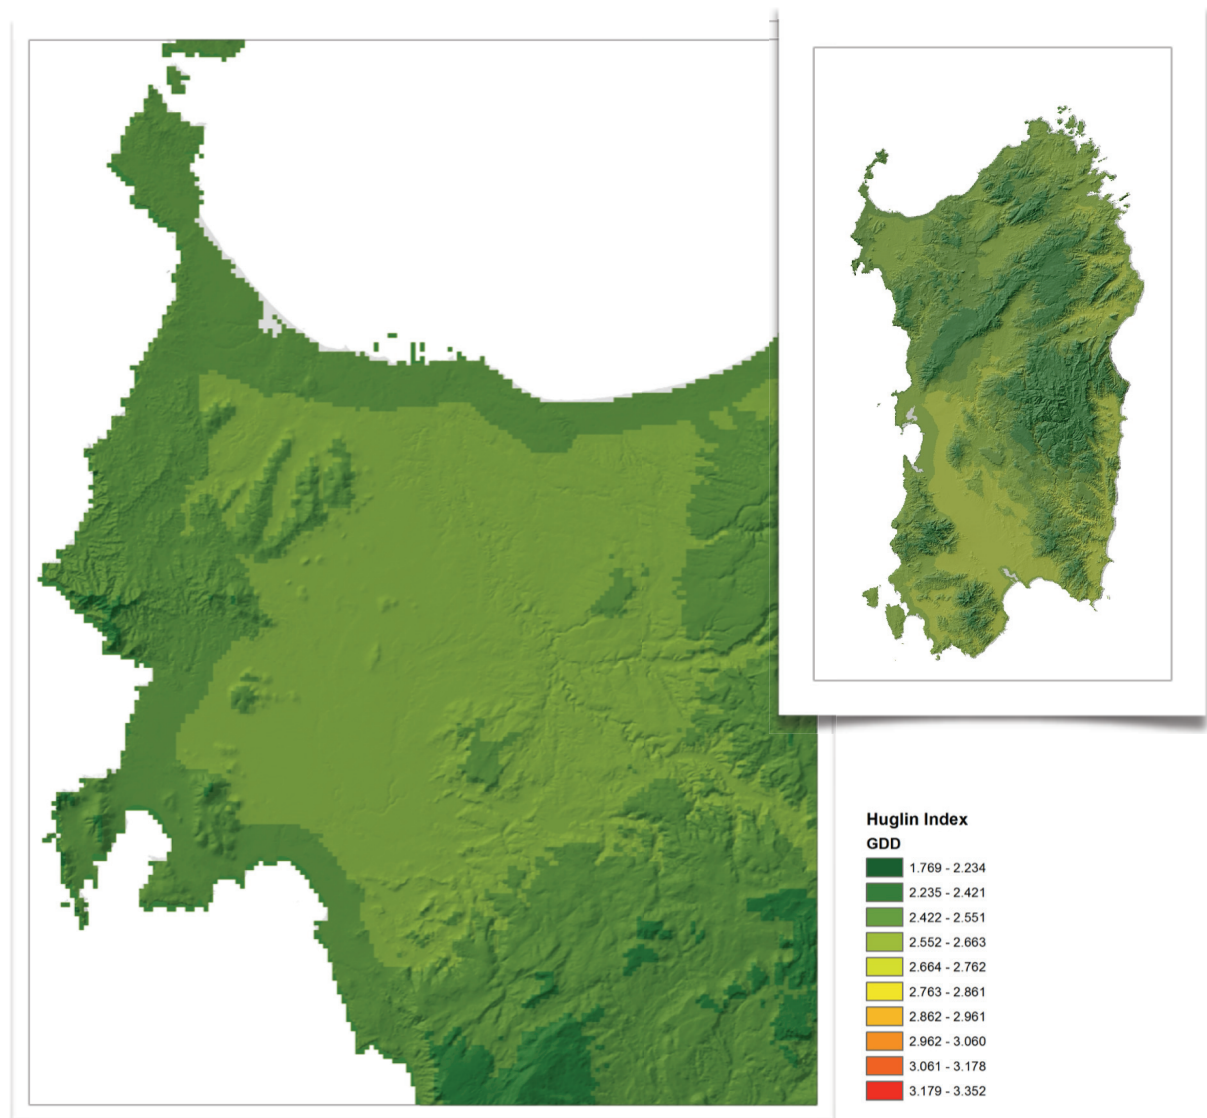 Huglin Index
GDD
1.769 - 2.234
2.235 - 2.421
2.422 - 2.551
2.552 - 2.663
2.664 - 2.762
2.763 - 2.861
2.862 - 2.961
2.962 - 3.060
3.061 - 3.178
3.179 - 3.352